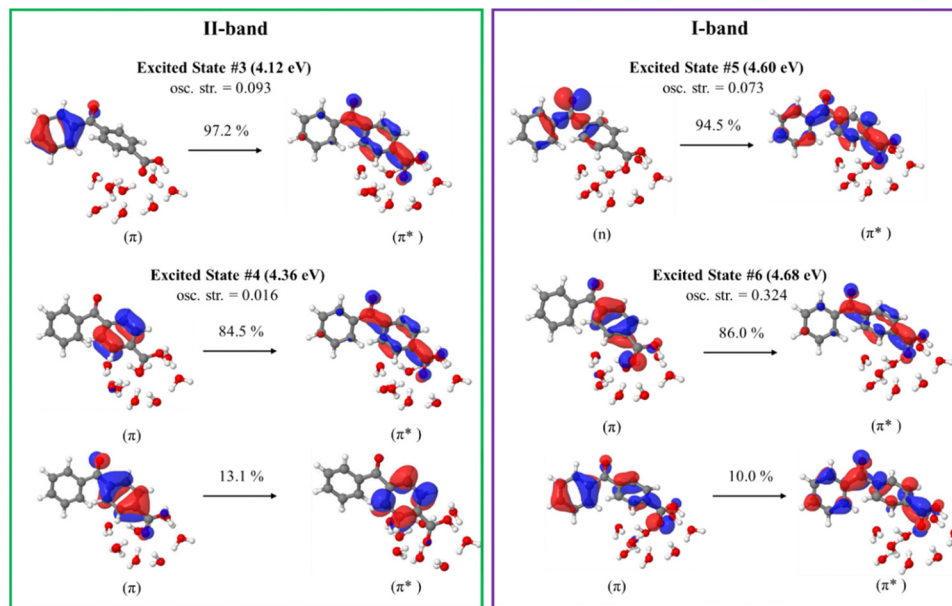 II-band
Excited State #3 (4.12 eV)
osc. str. = 0.093
97.2 %
(π)
(π* )
Excited State #4 (4.36 eV)
osc. str. = 0.016
84.5 %
(π)
(π* )
13.1 %
(π)
(π* )
I-band
Excited State #5 (4.60 eV)
osc. str. = 0.073
94.5 %
(n)
(π* )
Excited State #6 (4.68 eV)
osc. str. = 0.324
86.0 %
(π)
(π* )
10.0 %
(π)
(π* )